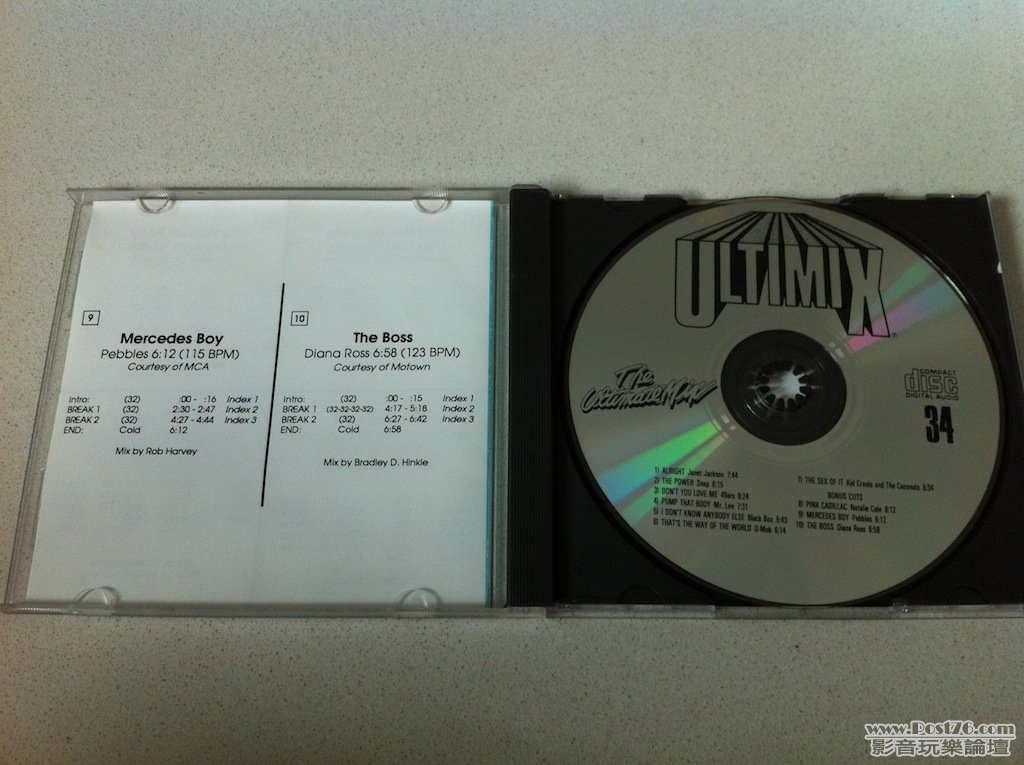 9
Mercedes Boy
Pebbles 6:12 (115 BPM)
Courtesy of MCA
Intro: (32) :00 - :16 Index 1
BREAK 1 (32) 2:30 - 2:47 Index 2
BREAK 2 (32) 4:27 - 4:44 Index 3
END: Cold 6:12
Mix by Rob Harvey
10
The Boss
Diana Ross 6:58 (123 BPM)
Courtesy of Motown
Intro: (32) :00 - :15 Index 1
BREAK 1 (32-32-32-32) 4:17 - 5:18 Index 2
BREAK 2 (32) 6:27 - 6:42 Index 3
END: Cold 6:58
Mix by Bradley D. Hinkle
ULTIMIX
The
Ultimate Mix
COMPACT
disc
DIGITAL AUDIO
34
1) ALRIGHT Janet Jackson 7:44
2) THE POWER Snap 6:15
3) DON'T YOU LOVE ME 49ers 6:24
4) PUMP THAT BODY Mr. Lee 7:31
5) I DON'T KNOW ANYBODY ELSE Black Box 5:43
6) THAT'S THE WAY OF THE WORLD D-Mob 6:14
7) THE SEX OF IT Kid Creole and The Coconuts 6:34
BONUS CUTS
8) PINK CADILLAC Natalie Cole 6:12
9) MERCEDES BOY Pebbles 6:12
10) THE BOSS Diana Ross 6:58
www.Post76.com
影音玩樂論壇